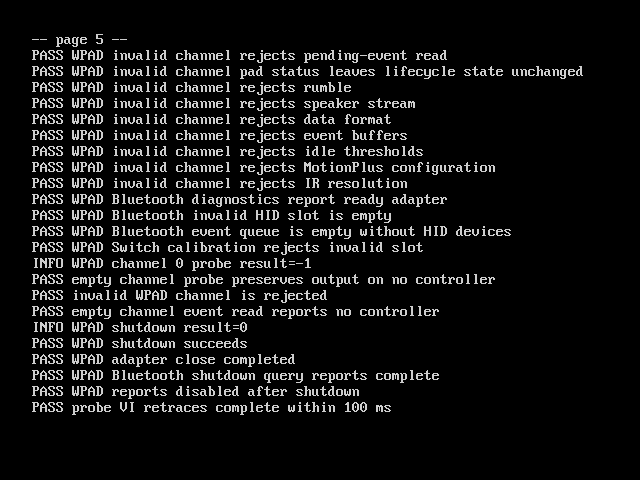 -- page 5 --
PASS WPAD invalid channel rejects pending-event read
PASS WPAD invalid channel pad status leaves lifecycle state unchanged
PASS WPAD invalid channel rejects rumble
PASS WPAD invalid channel rejects speaker stream
PASS WPAD invalid channel rejects data format
PASS WPAD invalid channel rejects event buffers
PASS WPAD invalid channel rejects idle thresholds
PASS WPAD invalid channel rejects MotionPlus configuration
PASS WPAD invalid channel rejects IR resolution
PASS WPAD Bluetooth diagnostics report ready adapter
PASS WPAD Bluetooth invalid HID slot is empty
PASS WPAD Bluetooth event queue is empty without HID devices
PASS WPAD Switch calibration rejects invalid slot
INFO WPAD channel 0 probe result=-1
PASS empty channel probe preserves output on no controller
PASS invalid WPAD channel is rejected
PASS empty channel event read reports no controller
INFO WPAD shutdown result=0
PASS WPAD shutdown succeeds
PASS WPAD adapter close completed
PASS WPAD Bluetooth shutdown query reports complete
PASS WPAD reports disabled after shutdown
PASS probe VI retraces complete within 100 ms